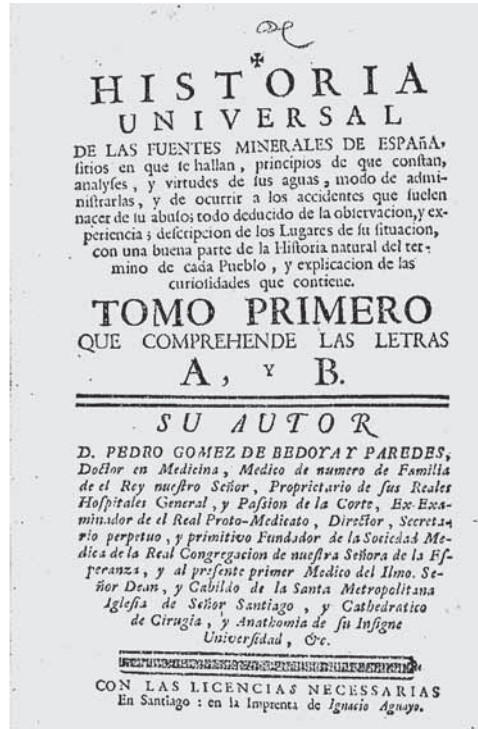 HISTORIA
UNIVERSAL
DE LAS FUENTES MINERALES DE ESPAñA,
sitios en que se hallan, principios de que constan,
analyses, y virtudes de sus aguas, modo de admi-
nistrarlas, y de ocurrir a los accidentes que suelen
nacer de su abuso; todo deducido de la observacion, y ex-
periencia; descripcion de los Lugares de su situacion,
con una buena parte de la Historia natural del ter-
mino de cada Pueblo, y explicacion de las
curiosidades que contiene.
TOMO PRIMERO
QUE COMPREHENDE LAS LETRAS
A, Y B.
SU AUTOR
D. PEDRO GOMEZ DE BEDOYA Y PAREDES,
Doctor en Medicina, Medico de numero de Familia
de el Rey nuestro Señor, Proprietario de sus Reales
Hospitales General, y Passion de la Corte, Ex-Exa-
minador de el Real Proto-Medicato, Director, Secreta-
rio perpetuo, y primitivo Fundador de la Sociedad Me-
dica de la Real Congregacion de nuestra Señora de la Es-
peranza, y al presente primer Medico del Ilmo. Se-
ñor Dean, y Cabildo de la Santa Metropolitana
Iglesia de Señor Santiago, y Cathedratico
de Cirugia, y Anathomia de su Insigne
Universidad, &c.
CON LAS LICENCIAS NECESSARIAS
En Santiago: en la Imprenta de Ignacio Aguayo.